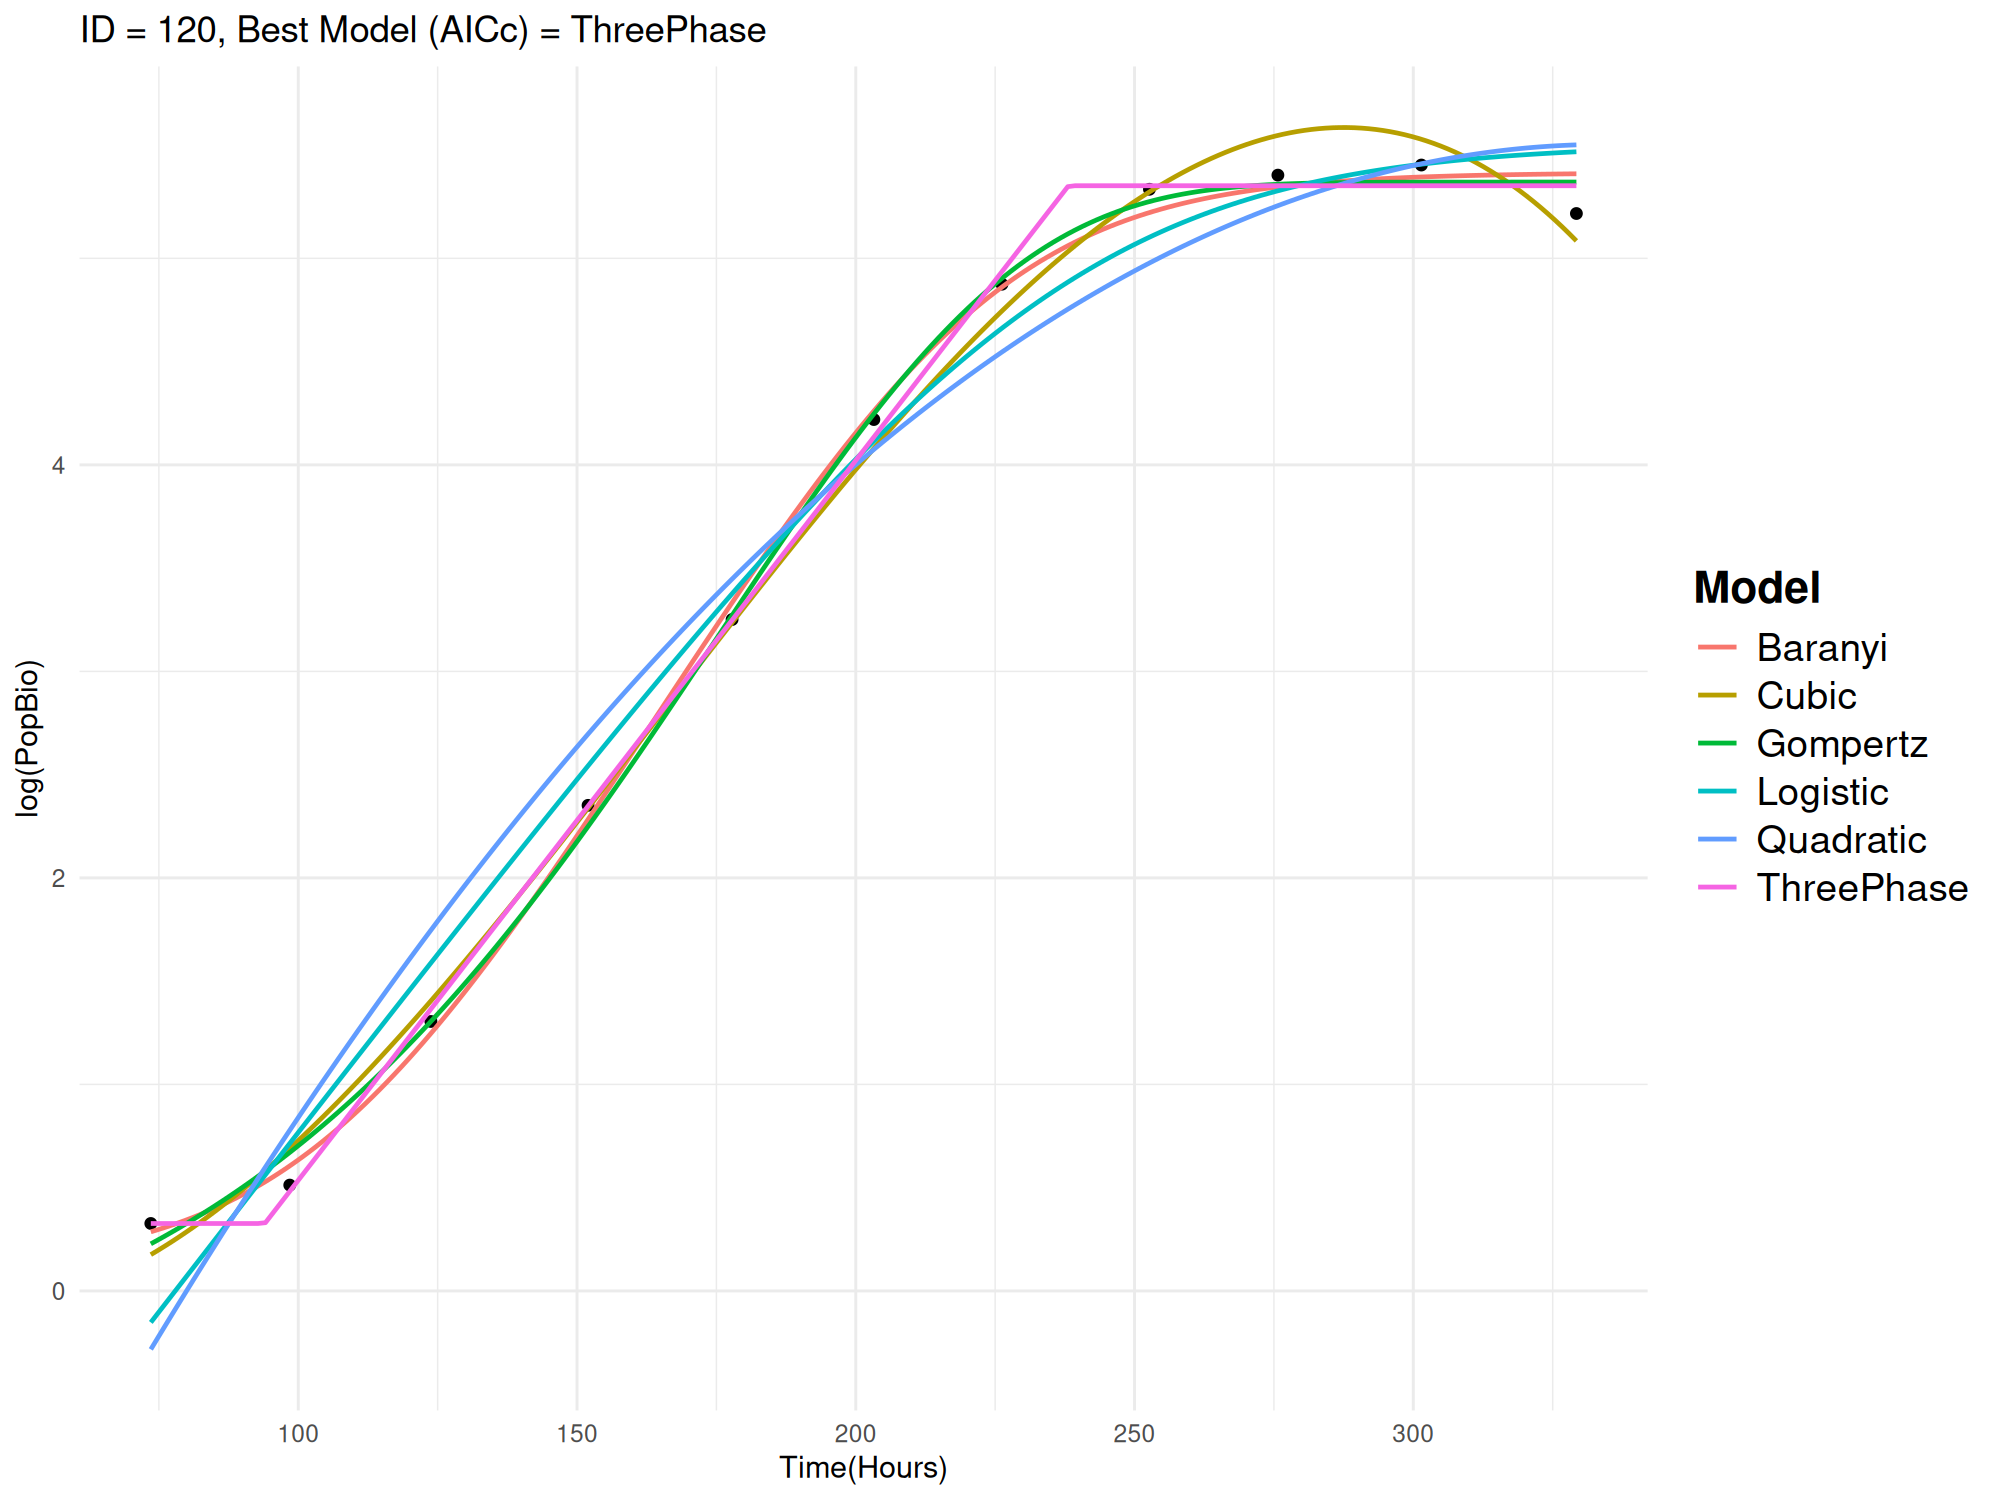 ID = 120, Best Model (AICc) = ThreePhase
log(PopBio)
4
2
0
100
150
200
250
300
Time(Hours)
Model
Baranyi
Cubic
Gompertz
Logistic
Quadratic
ThreePhase